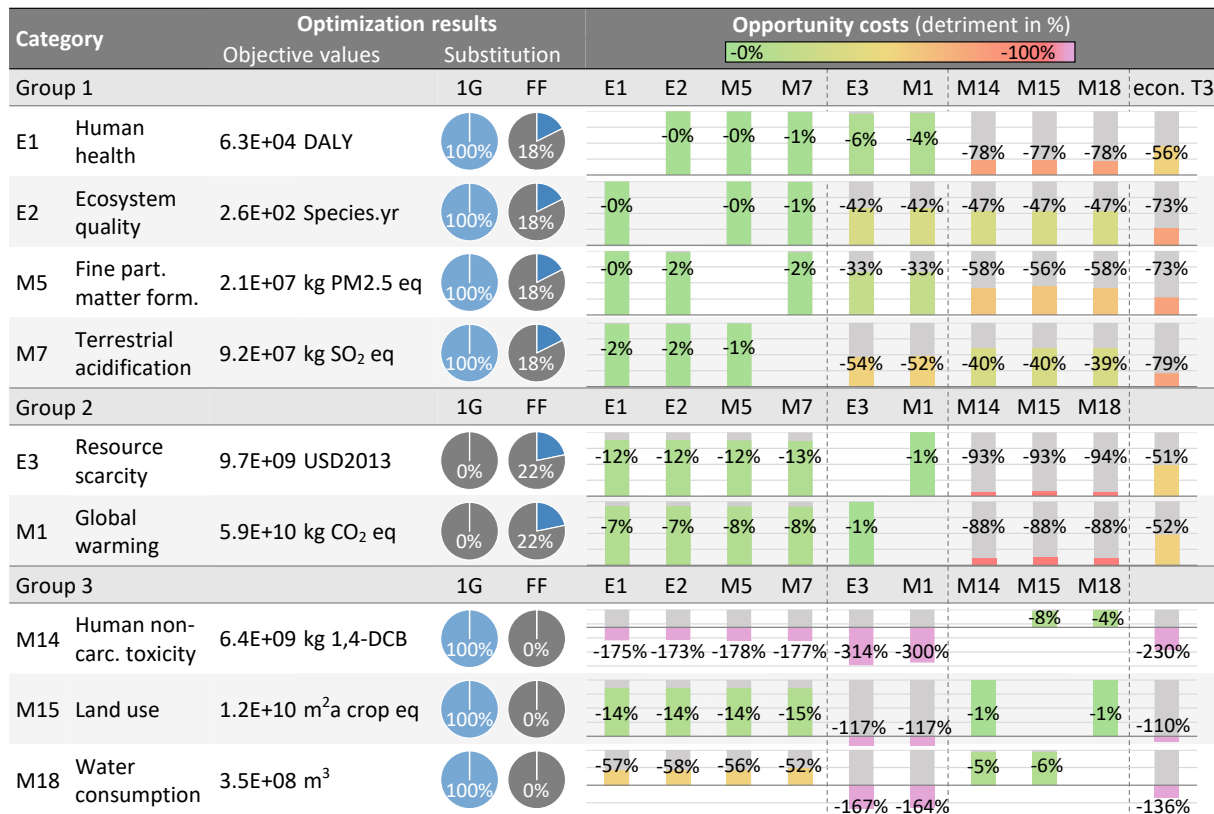 Category Optimization results Opportunity costs (detriment in %)
Objective values Substitution -0% -100%
Group 1 1G FF E1 E2 M5 M7 E3 M1 M14 M15 M18 econ. T3
E1 Human health 6.3E+04 DALY 100% 18% -0% -0% -1% -6% -4% -78% -77% -78% -56%
E2 Ecosystem quality 2.6E+02 Species.yr 100% 18% -0% -0% -1% -42% -42% -47% -47% -47% -73%
M5 Fine part. matter form. 2.1E+07 kg PM2.5 eq 100% 18% -0% -2% -2% -33% -33% -58% -56% -58% -73%
M7 Terrestrial acidification 9.2E+07 kg SO₂ eq 100% 18% -2% -2% -1% -54% -52% -40% -40% -39% -79%
Group 2 1G FF E1 E2 M5 M7 E3 M1 M14 M15 M18
E3 Resource scarcity 9.7E+09 USD2013 0% 22% -12% -12% -12% -13% -1% -93% -93% -94% -51%
M1 Global warming 5.9E+10 kg CO₂ eq 0% 22% -7% -7% -8% -8% -1% -88% -88% -88% -52%
Group 3 1G FF E1 E2 M5 M7 E3 M1 M14 M15 M18
M14 Human non-carc. toxicity 6.4E+09 kg 1,4-DCB 100% 0% -175% -173% -178% -177% -314% -300% -8% -4% -230%
M15 Land use 1.2E+10 m²a crop eq 100% 0% -14% -14% -14% -15% -117% -117% -1% -1% -110%
M18 Water consumption 3.5E+08 m³ 100% 0% -57% -58% -56% -52% -167% -164% -5% -6% -136%